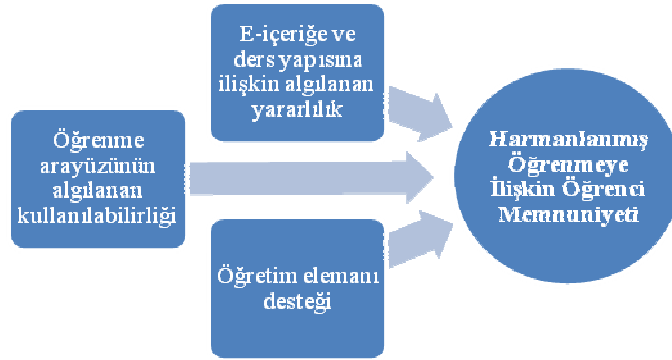 E-içeriğe ve
ders yapısına
ilişkin algılanan
yararlılık
Öğrenme
arayüzünün
algılanan
kullanılabilirliği
Öğretim elemanı
desteği
Harmanlanmış
Öğrenmeye
İlişkin Öğrenci
Memnuniyeti